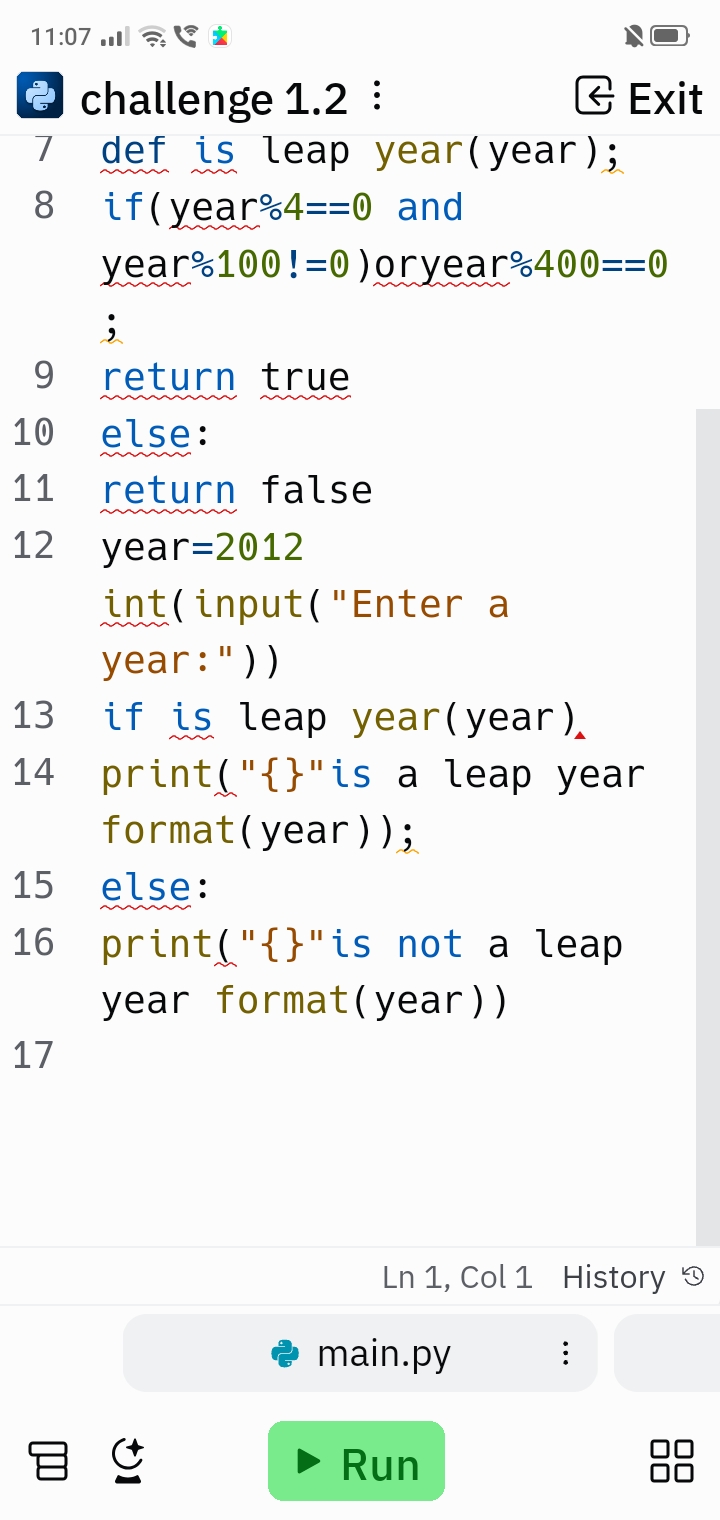 11:07
challenge 1.2 Exit
7 def is leap year(year);
8 if(year%4==0 and
year%100!=0)oryear%400==0
;
9 return true
10 else:
11 return false
12 year=2012
int(input("Enter a
year:"))
13 if is leap year(year)
14 print("{}"is a leap year
format(year));
15 else:
16 print("{}"is not a leap
year format(year))
17
Ln 1, Col 1 History
main.py
Run